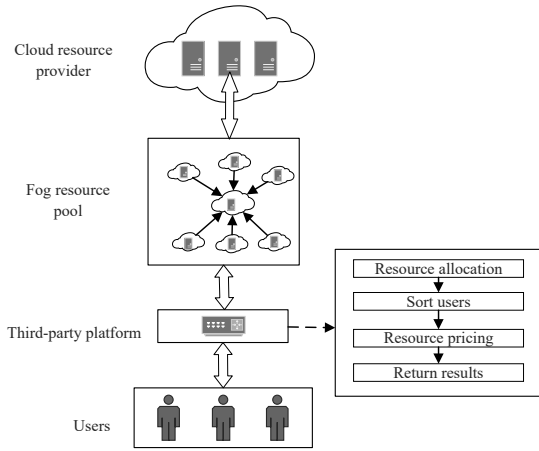 Cloud resource
provider
Fog resource
pool
Resource allocation
Sort users
Third-party platform
Resource pricing
Return results
Users